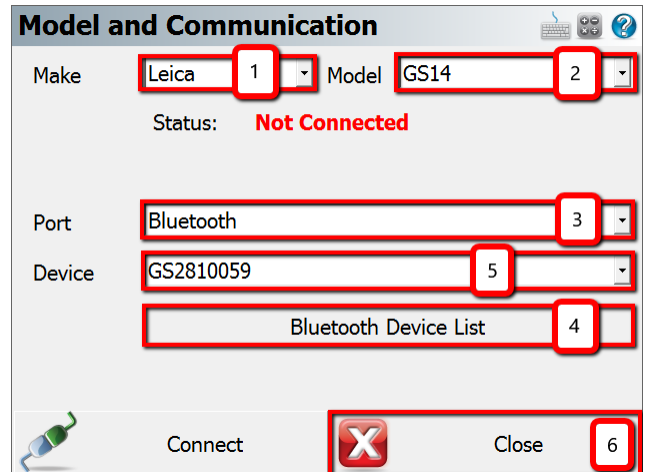 Model and Communication
Make Leica 1 Model GS14 2
Status: Not Connected
Port Bluetooth 3
Device GS2810059 5
Bluetooth Device List 4
Connect Close 6